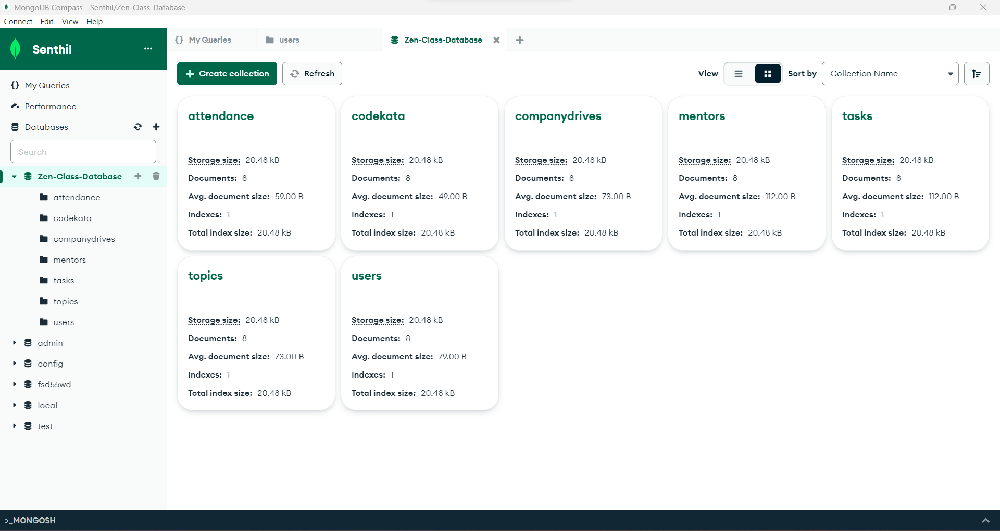 MongoDB Compass - Senthil/Zen-Class-Database
Connect Edit View Help
Senthil
My Queries
Performance
Databases
Search
Zen-Class-Database
attendance
codekata
companydrives
mentors
tasks
topics
users
admin
config
fsd55wd
local
test
{} My Queries users Zen-Class-Database
Create collection Refresh View Sort by Collection Name
attendance
Storage size: 20.48 kB
Documents: 8
Avg. document size: 59.00 B
Indexes: 1
Total index size: 20.48 kB
codekata
Storage size: 20.48 kB
Documents: 8
Avg. document size: 49.00 B
Indexes: 1
Total index size: 20.48 kB
companydrives
Storage size: 20.48 kB
Documents: 8
Avg. document size: 73.00 B
Indexes: 1
Total index size: 20.48 kB
mentors
Storage size: 20.48 kB
Documents: 8
Avg. document size: 112.00 B
Indexes: 1
Total index size: 20.48 kB
tasks
Storage size: 20.48 kB
Documents: 8
Avg. document size: 112.00 B
Indexes: 1
Total index size: 20.48 kB
topics
Storage size: 20.48 kB
Documents: 8
Avg. document size: 73.00 B
Indexes: 1
Total index size: 20.48 kB
users
Storage size: 20.48 kB
Documents: 8
Avg. document size: 79.00 B
Indexes: 1
Total index size: 20.48 kB
>_MONGOSH